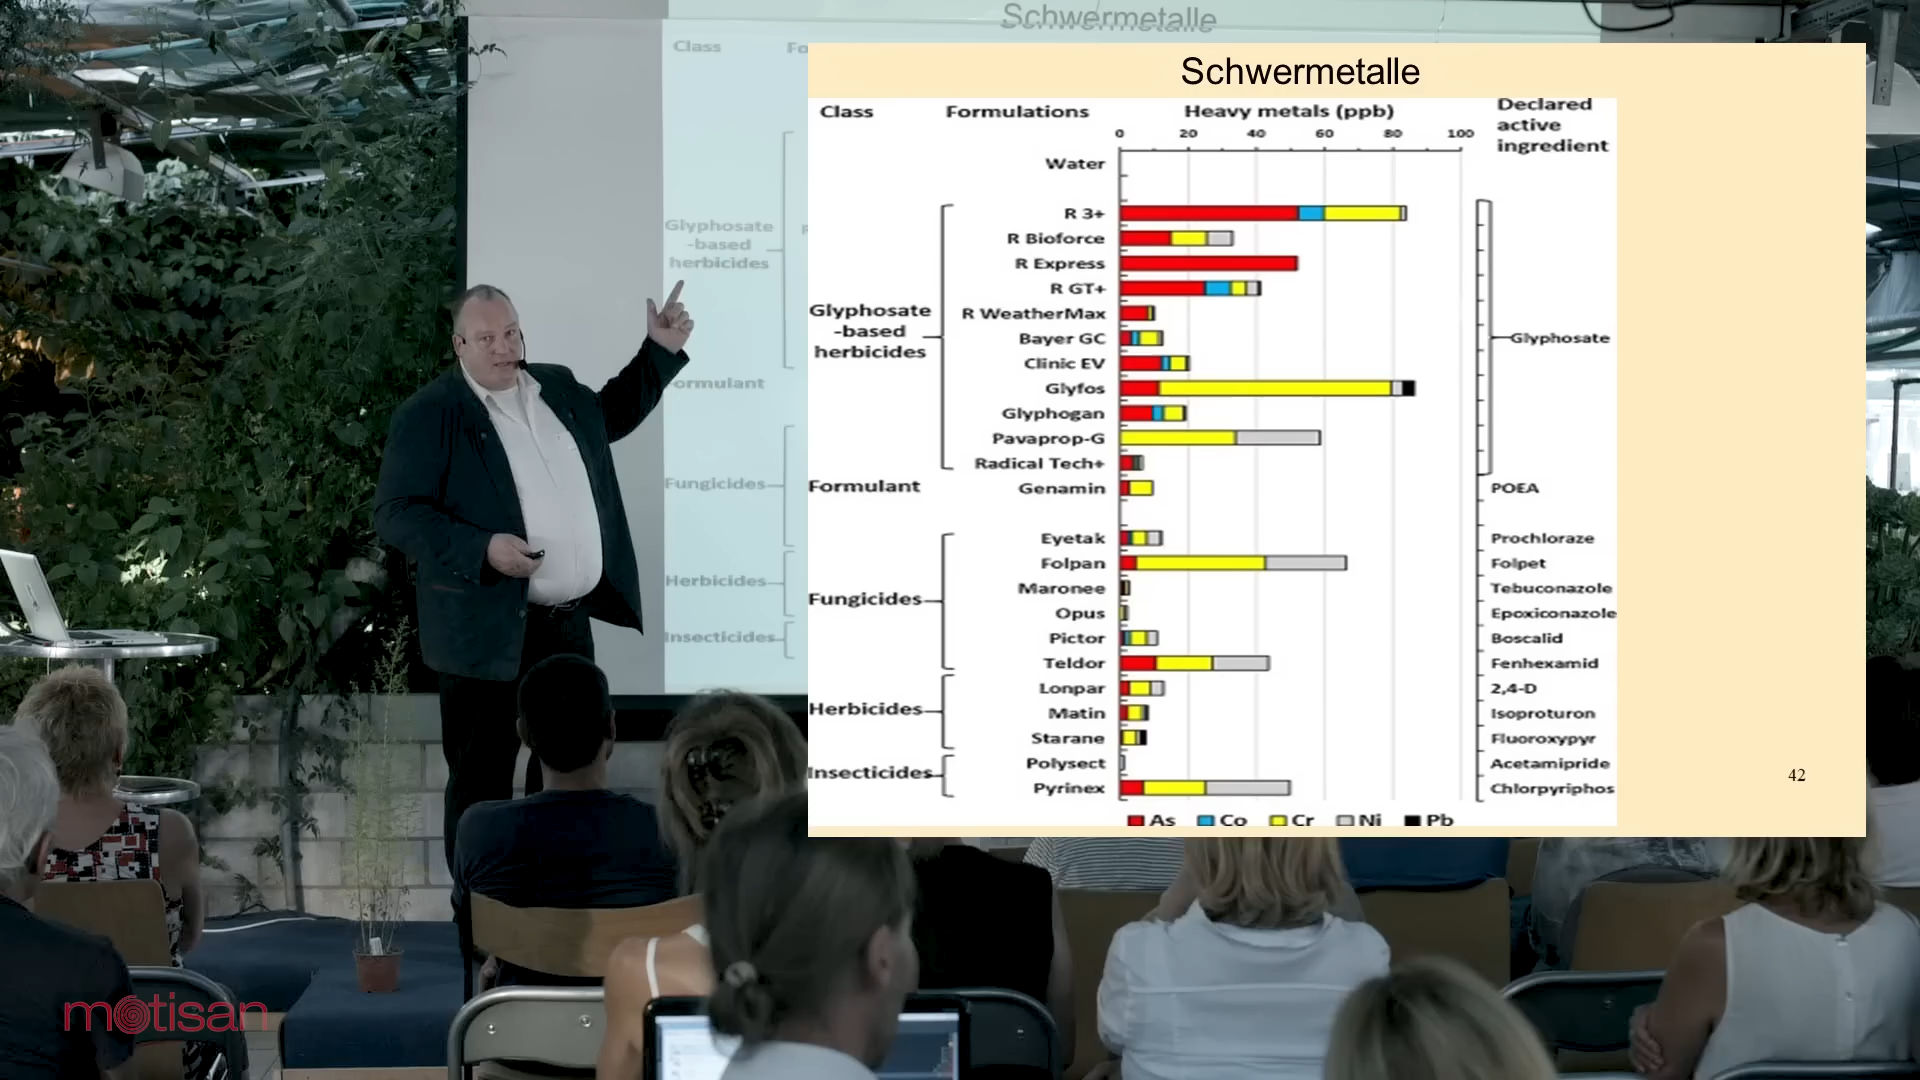 Schwermetalle
Class Fo
Glyphosate
-based
herbicides
ormulant
Fungicides
Herbicides
Insecticides
Schwermetalle
Class Formulations Heavy metals (ppb) Declared
active
ingredient
0 20 40 60 80 100
Water
R 3+
R Bioforce
R Express
R GT+
Glyphosate
-based
herbicides
R WeatherMax
Bayer GC Glyphosate
Clinic EV
Glyfos
Glyphogan
Pavaprop-G
Radical Tech+
Formulant Genamin POEA
Eyetak Prochloraze
Folpan Folpet
Maronee Tebuconazole
Fungicides Opus Epoxiconazole
Pictor Boscalid
Teldor Fenhexamid
Lonpar 2,4-D
Herbicides Matin Isoproturon
Starane Fluoroxypyr
Insecticides Polysect Acetamipride
Pyrinex Chlorpyriphos
As Co Cr Ni Pb
42
motisan